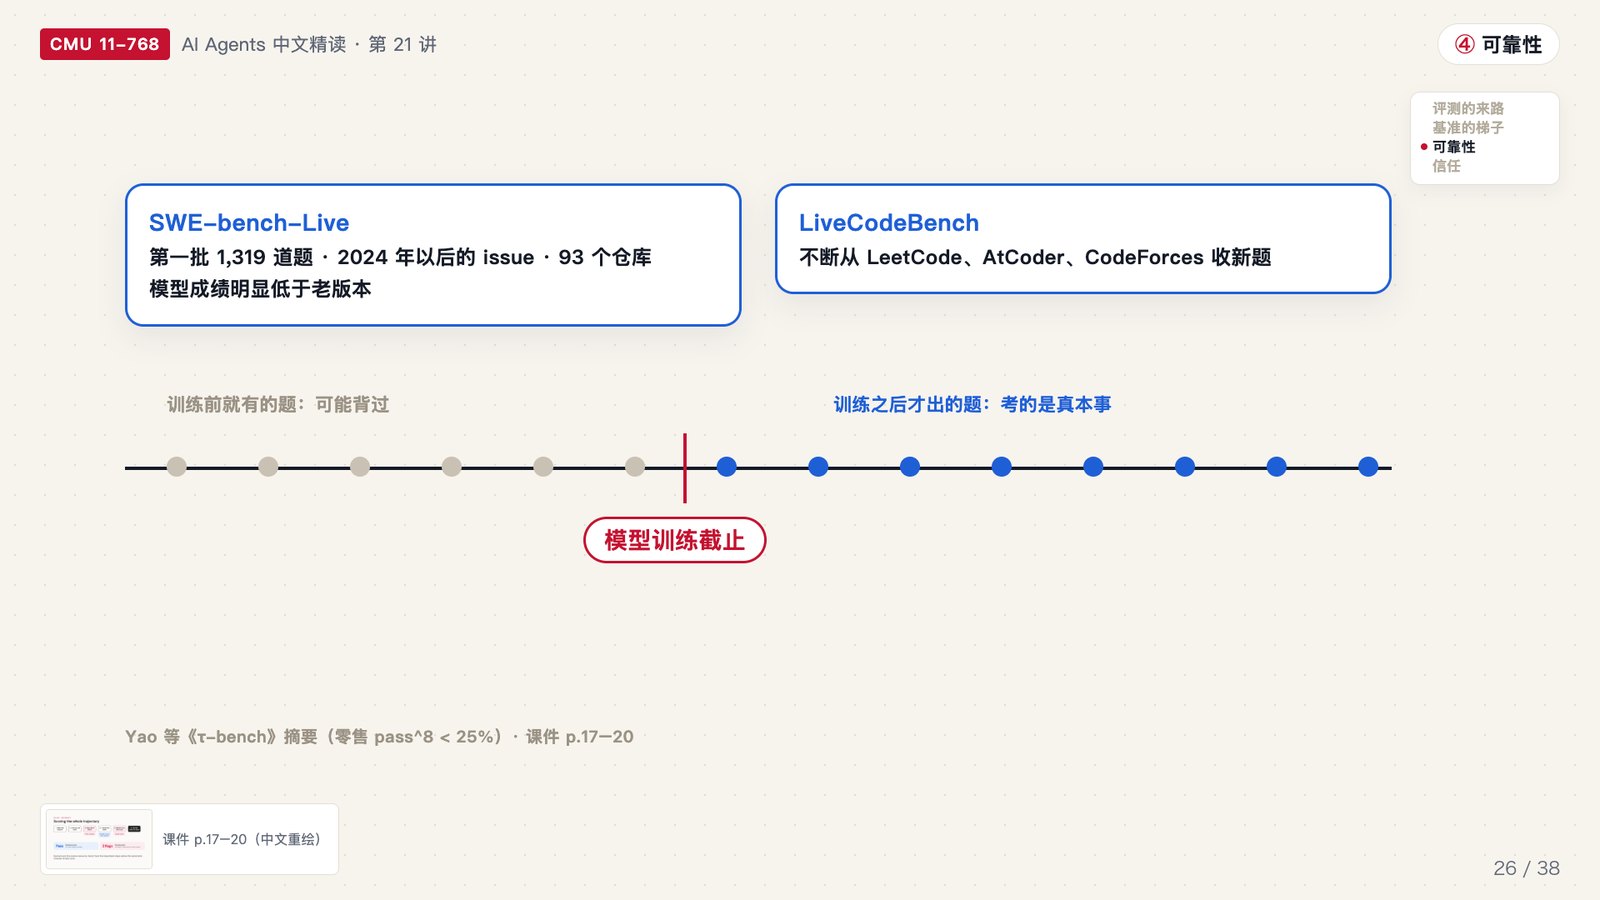 CMU 11-768 AI Agents 中文精读 · 第 21 讲
④ 可靠性
评测的来路
基准的梯子
可靠性
信任
SWE-bench-Live
第一批 1,319 道题 · 2024 年以后的 issue · 93 个仓库
模型成绩明显低于老版本
LiveCodeBench
不断从 LeetCode、AtCoder、CodeForces 收新题
训练前就有的题：可能背过
训练之后才出的题：考的是真本事
模型训练截止
Yao 等《τ-bench》摘要（零售 pass^8 < 25%）· 课件 p.17—20
课件 p.17—20（中文重绘）
26 / 38